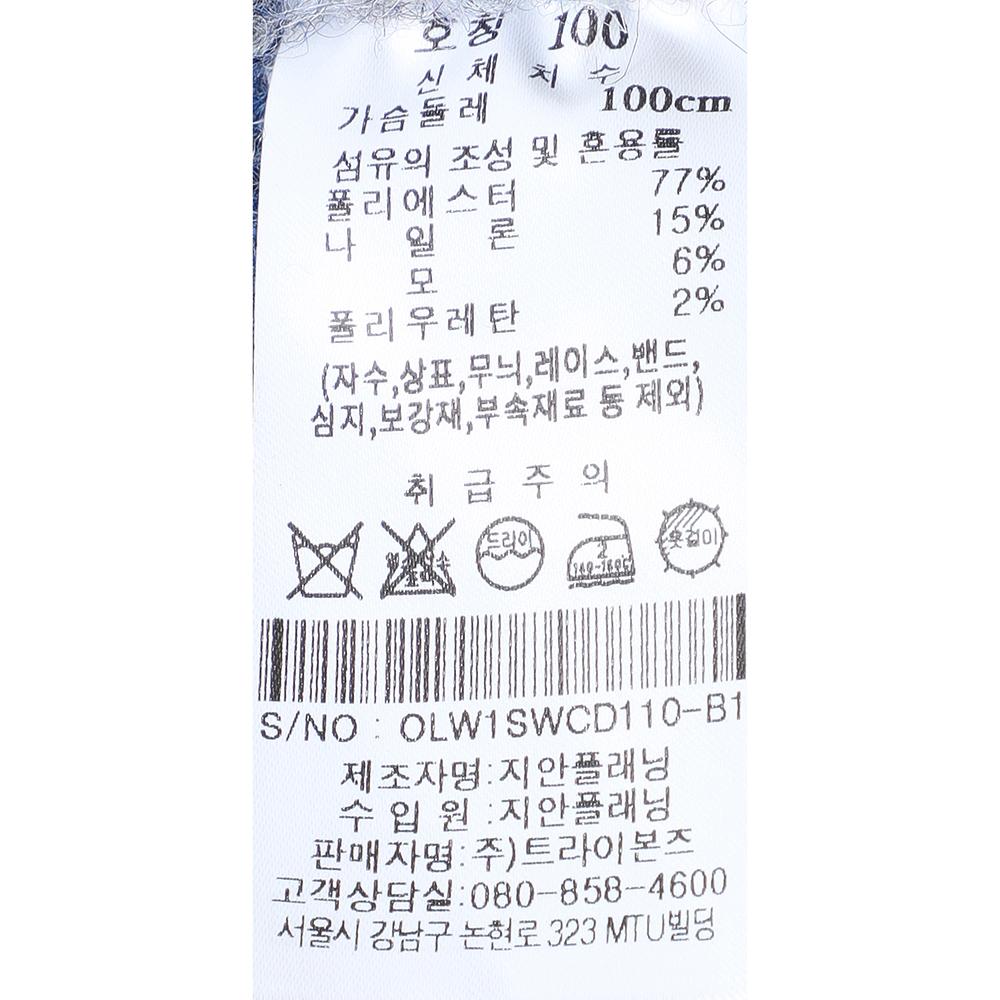 호칭 100
신체치수
가슴둘레 100cm
섬유의 조성 및 혼용률
폴리에스터 77%
나일론 15%
모 6%
폴리우레탄 2%
(자수,상표,무늬,레이스,밴드,
심지,보강재,부속재료 등 제외)
취급주의
드라이
2
140-160℃
옷걸이
S/NO : OLW1SWCD110-B1
제조자명:지안플래닝
수입원:지안플래닝
판매자명:주)트라이본즈
고객상담실:080-858-4600
서울시 강남구 논현로 323 MTU빌딩